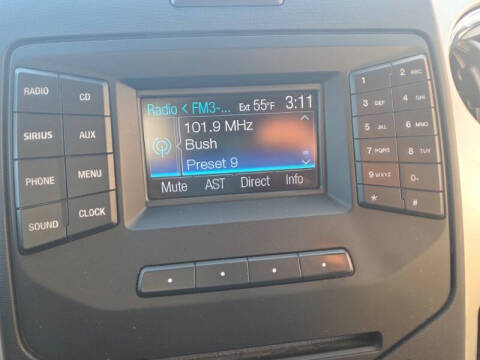 RADIO
CD
SIRIUS
AUX
PHONE
MENU
SOUND
CLOCK
Radio < FM3-... Ext 55°F 3:11
101.9 MHz
Bush
Preset 9
Mute AST Direct Info
1
2 ABC
3 DEF
4 GHI
5 JKL
6 MNO
7 PQRS
8 TUV
9 WXYZ
0
*
#